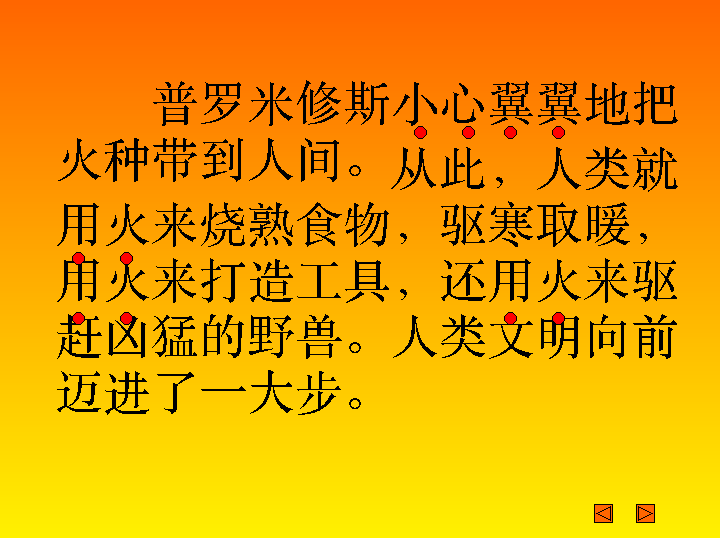 普罗米修斯小心翼翼地把
火种带到人间。从此，人类就
用火来烧熟食物，驱寒取暖，
用火来打造工具，还用火来驱
赶凶猛的野兽。人类文明向前
迈进了一大步。